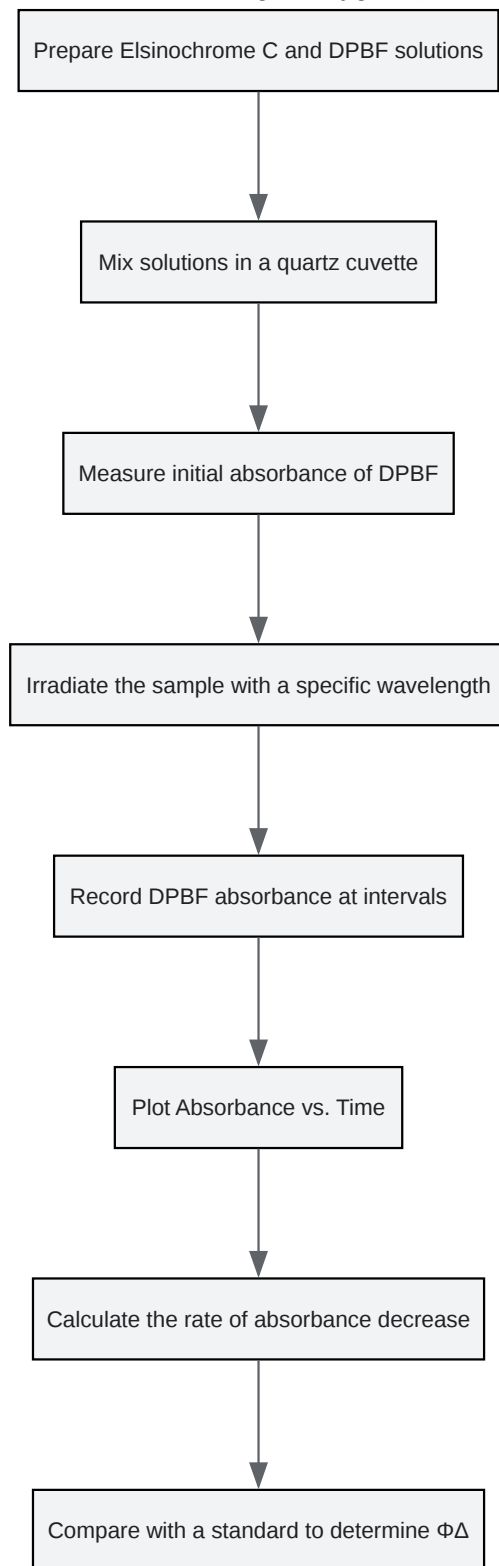 Prepare Elsinochrome C and DPBF solutions
Mix solutions in a quartz cuvette
Measure initial absorbance of DPBF
Irradiate the sample with a specific wavelength
Record DPBF absorbance at intervals
Plot Absorbance vs. Time
Calculate the rate of absorbance decrease
Compare with a standard to determine ΦΔ